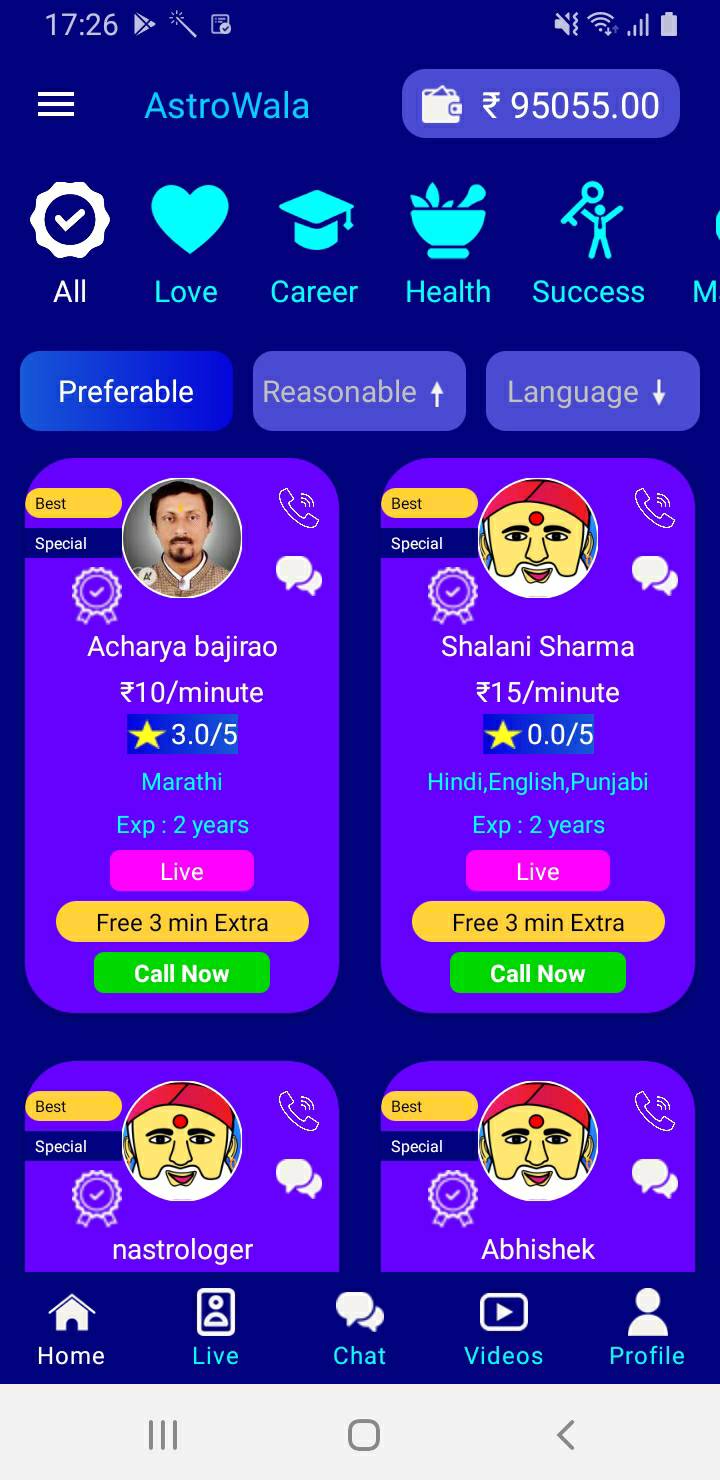 17:26
AstroWala
₹ 95055.00
All
Love
Career
Health
Success
Preferable
Reasonable
Language
Best
Special
Acharya bajirao
₹10/minute
3.0/5
Marathi
Exp : 2 years
Live
Free 3 min Extra
Call Now
Best
Special
Shalani Sharma
₹15/minute
0.0/5
Hindi,English,Punjabi
Exp : 2 years
Live
Free 3 min Extra
Call Now
Best
Special
nastrologer
Best
Special
Abhishek
Home
Live
Chat
Videos
Profile